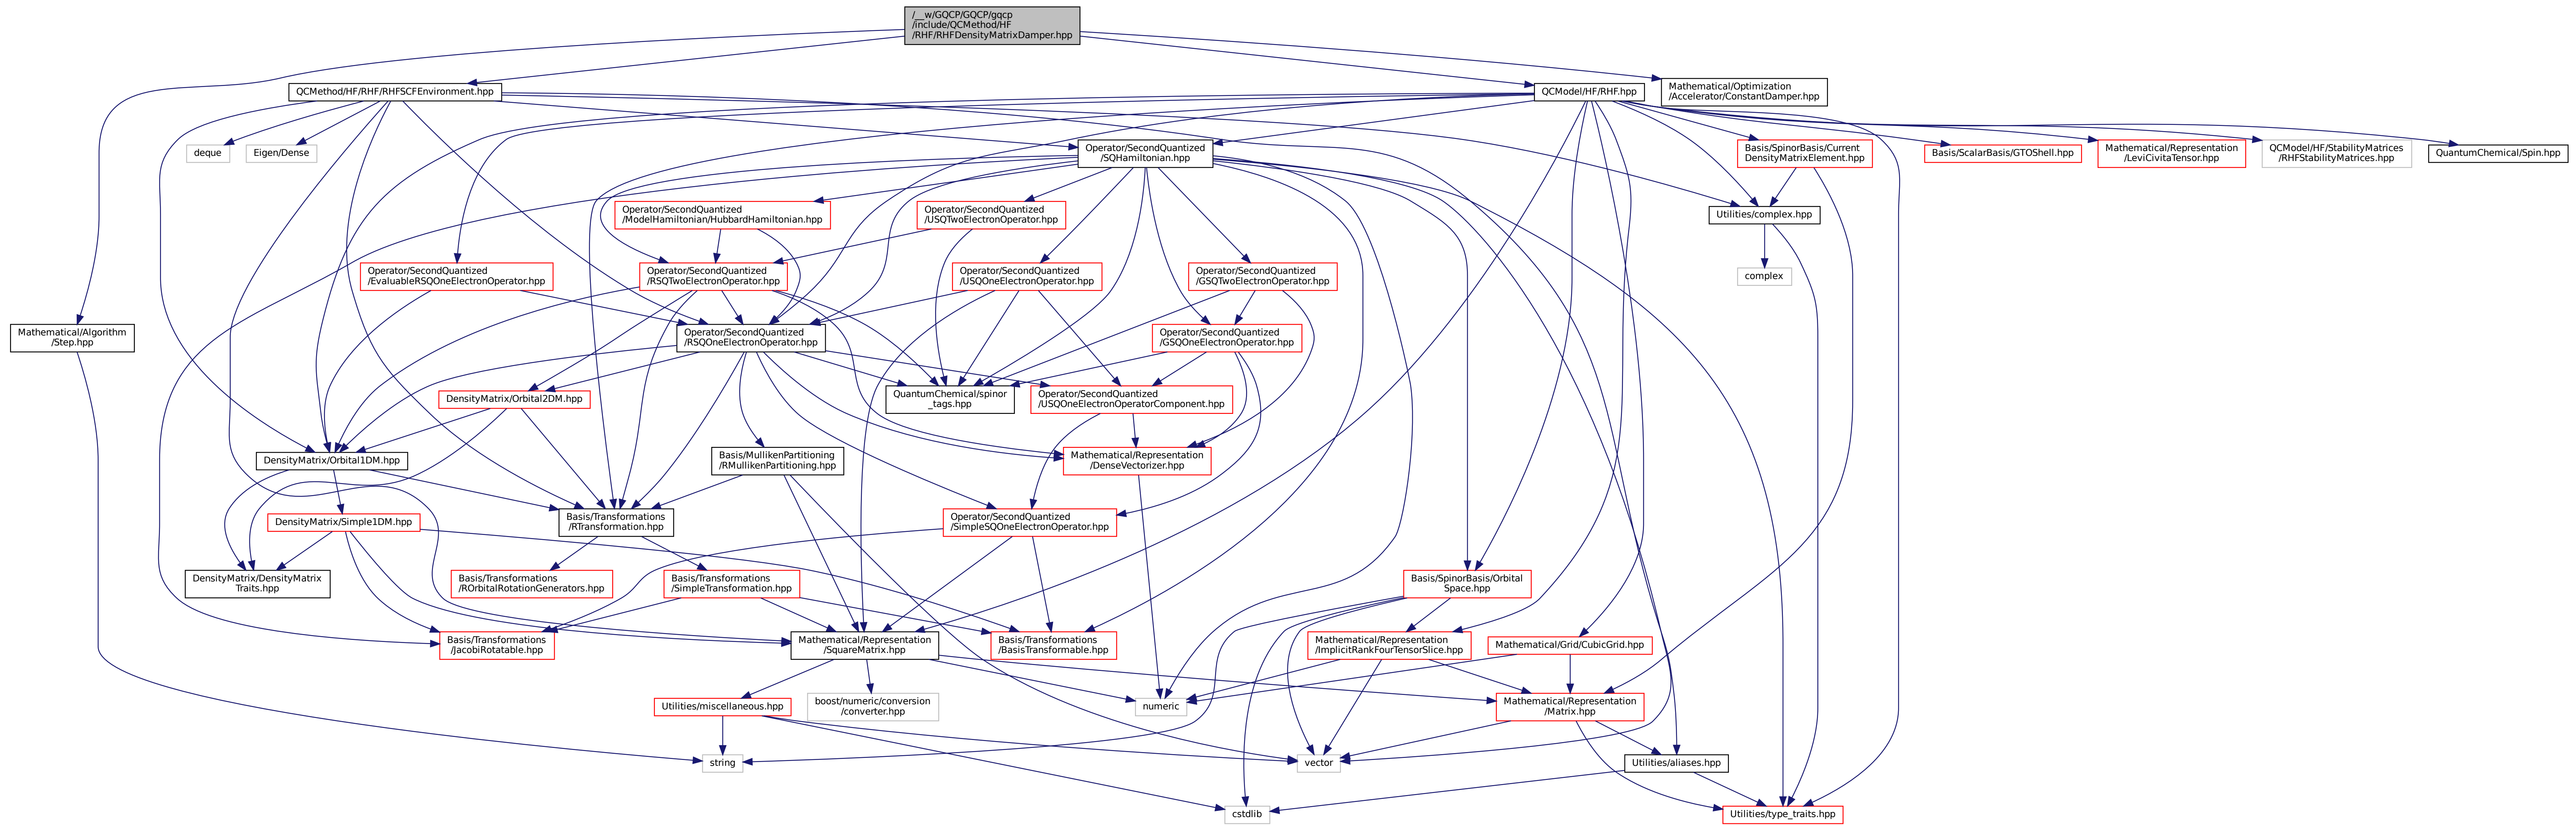 /__w/GQCP/GQCP/gqcp
/include/QCMethod/HF
/RHF/RHFDensityMatrixDamper.hpp
QCMethod/HF/RHF/RHFSCFEnvironment.hpp
QCModel/HF/RHF.hpp
Mathematical/Optimization
/Accelerator/ConstantDamper.hpp
deque
Eigen/Dense
Operator/SecondQuantized
/SQHamiltonian.hpp
Basis/SpinorBasis/Current
DensityMatrixElement.hpp
Basis/ScalarBasis/GTOShell.hpp
Mathematical/Representation
/LeviCivitaTensor.hpp
QCModel/HF/StabilityMatrices
/RHFStabilityMatrices.hpp
QuantumChemical/Spin.hpp
Operator/SecondQuantized
/ModelHamiltonian/HubbardHamiltonian.hpp
Operator/SecondQuantized
/USQTwoElectronOperator.hpp
Utilities/complex.hpp
Operator/SecondQuantized
/EvaluableRSQOneElectronOperator.hpp
Operator/SecondQuantized
/RSQTwoElectronOperator.hpp
Operator/SecondQuantized
/USQOneElectronOperator.hpp
Operator/SecondQuantized
/GSQTwoElectronOperator.hpp
complex
Mathematical/Algorithm
/Step.hpp
Operator/SecondQuantized
/RSQOneElectronOperator.hpp
Operator/SecondQuantized
/GSQOneElectronOperator.hpp
DensityMatrix/Orbital2DM.hpp
QuantumChemical/spinor
_tags.hpp
Operator/SecondQuantized
/USQOneElectronOperatorComponent.hpp
DensityMatrix/Orbital1DM.hpp
Basis/MullikenPartitioning
/RMullikenPartitioning.hpp
Mathematical/Representation
/DenseVectorizer.hpp
DensityMatrix/Simple1DM.hpp
Basis/Transformations
/RTransformation.hpp
Operator/SecondQuantized
/SimpleSQOneElectronOperator.hpp
DensityMatrix/DensityMatrix
Traits.hpp
Basis/Transformations
/ROrbitalRotationGenerators.hpp
Basis/Transformations
/SimpleTransformation.hpp
Basis/SpinorBasis/Orbital
Space.hpp
Basis/Transformations
/JacobiRotatable.hpp
Mathematical/Representation
/SquareMatrix.hpp
Basis/Transformations
/BasisTransformable.hpp
Mathematical/Representation
/ImplicitRankFourTensorSlice.hpp
Mathematical/Grid/CubicGrid.hpp
Utilities/miscellaneous.hpp
boost/numeric/conversion
/converter.hpp
numeric
Mathematical/Representation
/Matrix.hpp
string
vector
Utilities/aliases.hpp
cstdlib
Utilities/type_traits.hpp